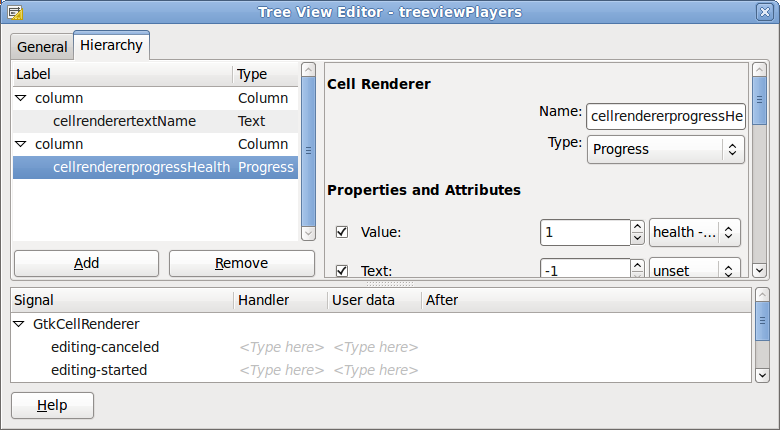 Tree View Editor - treeviewPlayers
General Hierarchy
Label Type
column Column
cellrenderertextName Text
column Column
cellrendererprogressHealth Progress
Add Remove
Cell Renderer
Name: cellrendererprogressHe
Type: Progress
Properties and Attributes
Value: 1 health -...
Text: -1 unset
Signal Handler User data After
GtkCellRenderer
editing-canceled <Type here> <Type here>
editing-started <Type here> <Type here>
Help